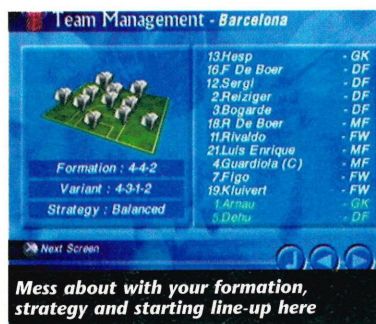 Team Management - Barcelona
13.Hesp - GK
16.F De Boer - DF
12.Sergi - DF
2.Reiziger - DF
3.Bogarde - DF
18.R De Boer - MF
11.Rivaldo - FW
21.Luis Enrique - MF
4.Guardiola (C) - MF
7.Figo - FW
19.Kluivert - FW
1.Arnau - GK
5.Dehu - DF
Formation : 4-4-2
Variant : 4-3-1-2
Strategy : Balanced
Next Screen
Mess about with your formation,
strategy and starting line-up here